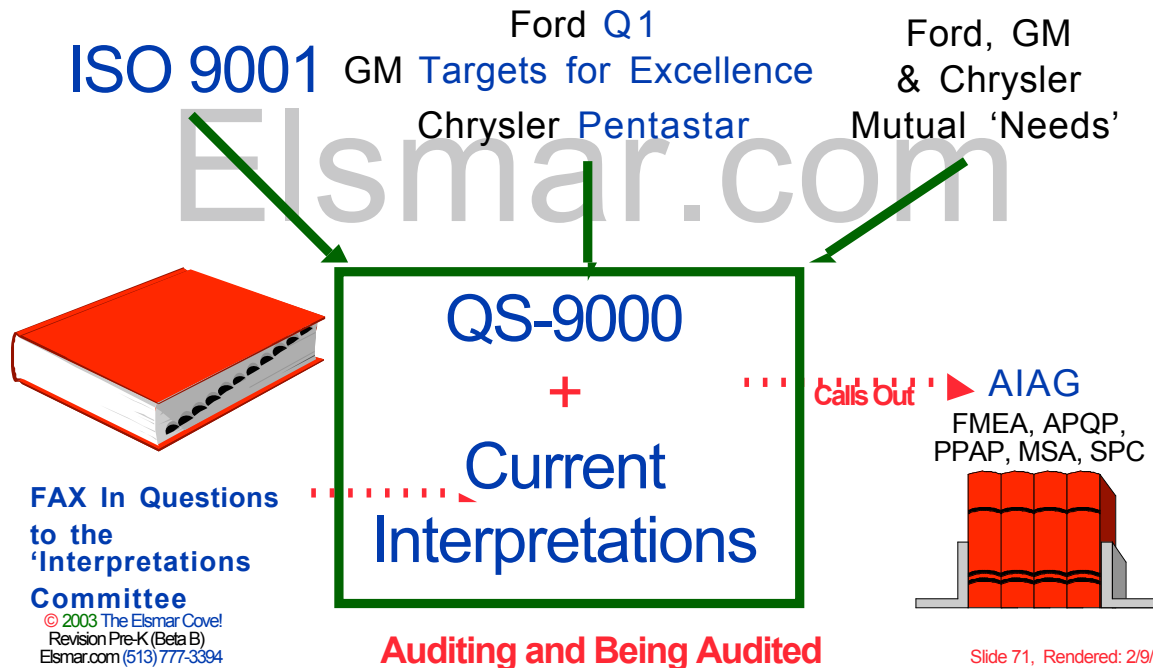 ISO 9001
Ford Q1
GM Targets for Excellence
Chrysler Pentastar
Ford, GM
& Chrysler
Mutual ‘Needs’
Elsmar.com
QS-9000
+
Current
Interpretations
Calls Out
AIAG
FMEA, APQP,
PPAP, MSA, SPC
FAX In Questions
to the
‘Interpretations
Committee
© 2003 The Elsmar Cove!
Revision Pre-K (Beta B)
Elsmar.com (513) 777-3394
Auditing and Being Audited
Slide 71, Rendered: 2/9/